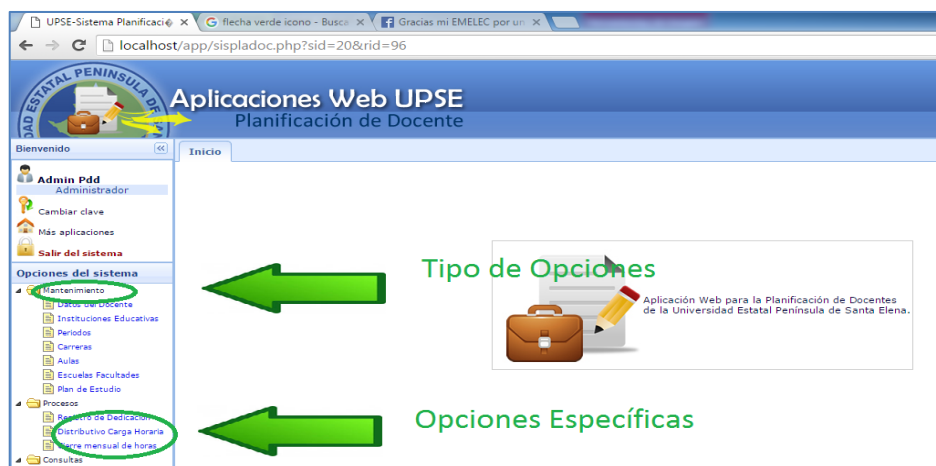 UPSE-Sistema Planificació
flecha verde icono - Busca
Gracias mi EMELEC por un
localhost/app/sispladoc.php?sid=20&rid=96
ESTATAL PENINSULA DE
Aplicaciones Web UPSE
Planificación de Docente
Bienvenido
Inicio
Admin Pdd
Administrador
Cambiar clave
Más aplicaciones
Salir del sistema
Opciones del sistema
Mantenimiento
Datos del Docente
Instituciones Educativas
Periodos
Carreras
Aulas
Escuelas Facultades
Plan de Estudio
Procesos
Registro de Dedicación
Distributivo Carga Horaria
Cierre mensual de horas
Consultas
Tipo de Opciones
Aplicación Web para la Planificación de Docentes
de la Universidad Estatal Península de Santa Elena.
Opciones Específicas